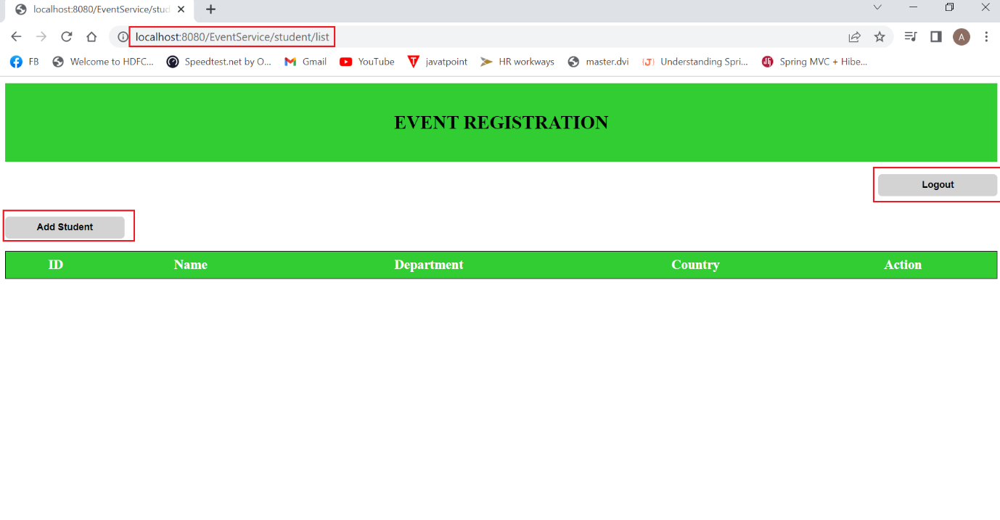 localhost:8080/EventService/stud
localhost:8080/EventService/student/list
A
FB Welcome to HDFC... Speedtest.net by O... Gmail YouTube javatpoint HR workways master.dvi Understanding Spri... Spring MVC + Hibe...
EVENT REGISTRATION
Logout
Add Student
ID Name Department Country Action